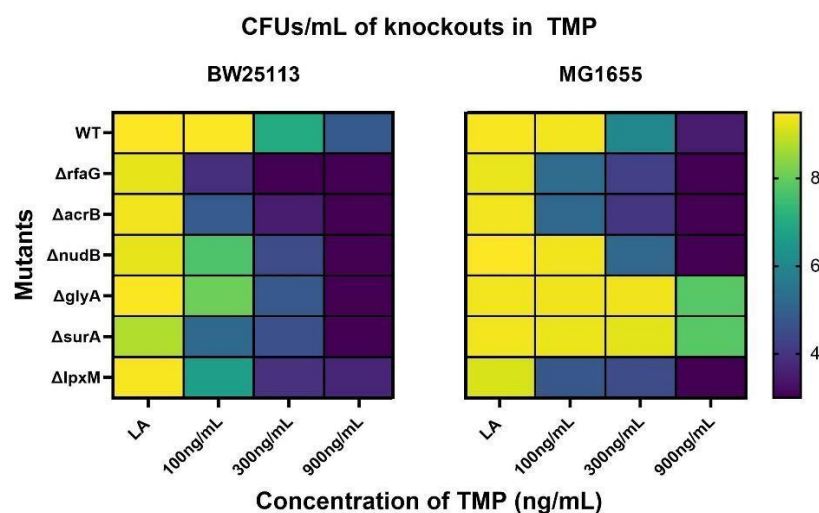 CFUs/mL of knockouts in TMP
BW25113
MG1655
Mutants
WT
ΔrfaG
ΔacrB
ΔnudB
ΔglyA
ΔsurA
ΔlpxM
LA
100ng/mL
300ng/mL
900ng/mL
LA
100ng/mL
300ng/mL
900ng/mL
8
6
4
Concentration of TMP (ng/mL)